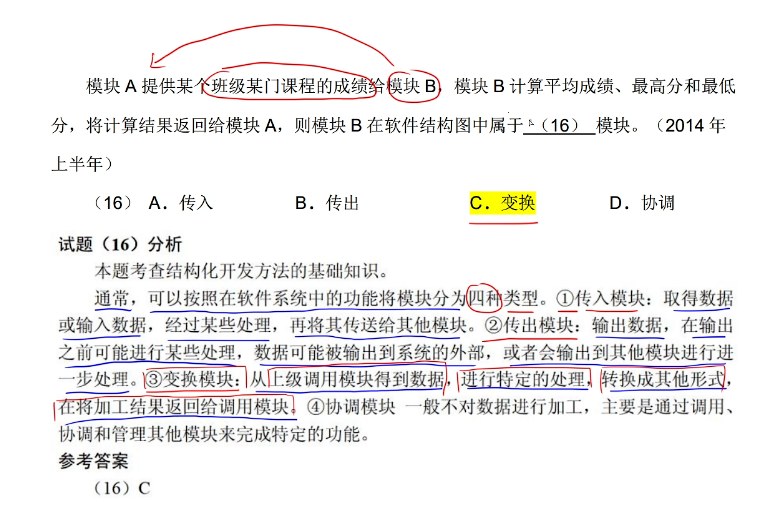 模块 A 提供某个班级某门课程的成绩给模块 B，模块 B 计算平均成绩、最高分和最低
分，将计算结果返回给模块 A，则模块 B 在软件结构图中属于 （16） 模块。（2014 年
上半年）
（16） A．传入 B．传出 C．变换 D．协调
试题（16）分析
本题考查结构化开发方法的基础知识。
通常，可以按照在软件系统中的功能将模块分为四种类型。①传入模块：取得数据
或输入数据，经过某些处理，再将其传送给其他模块。②传出模块：输出数据，在输出
之前可能进行某些处理，数据可能被输出到系统的外部，或者会输出到其他模块进行进
一步处理。③变换模块：从上级调用模块得到数据，进行特定的处理，转换成其他形式，
在将加工结果返回给调用模块。④协调模块 一般不对数据进行加工，主要是通过调用、
协调和管理其他模块来完成特定的功能。
参考答案
（16）C